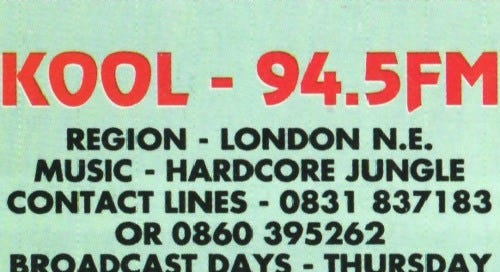 KOOL - 94.5FM
REGION - LONDON N.E.
MUSIC - HARDCORE JUNGLE
CONTACT LINES - 0831 837183
OR 0860 395262
BROADCAST DAYS - THURSDAY